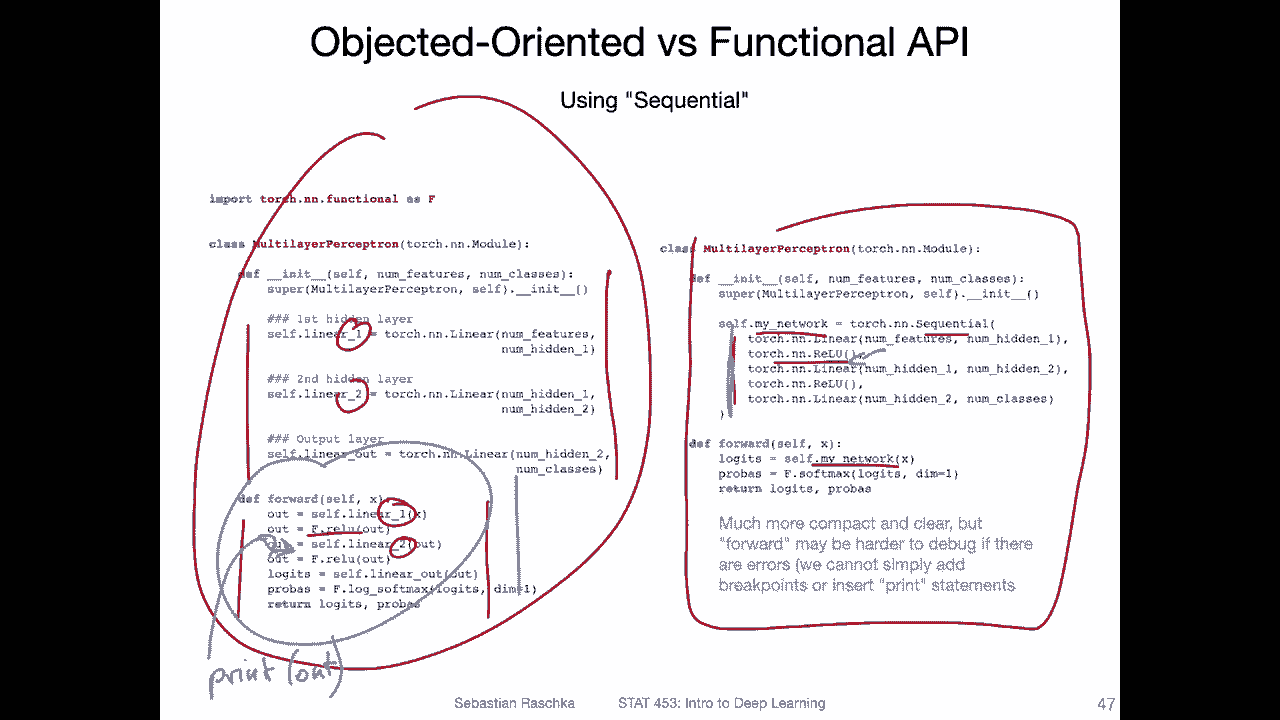 Objected-Oriented vs Functional API
Using "Sequential"
import torch.nn.functional as F
class MultilayerPerceptron(torch.nn.Module):
def __init__(self, num_features, num_classes):
super(MultilayerPerceptron, self).__init__()
### 1st hidden layer
self.linear_1 = torch.nn.Linear(num_features,
num_hidden_1)
### 2nd hidden layer
self.linear_2 = torch.nn.Linear(num_hidden_1,
num_hidden_2)
### Output layer
self.linear_out = torch.nn.Linear(num_hidden_2,
num_classes)
def forward(self, x):
out = self.linear_1(x)
out = F.relu(out)
out = self.linear_2(out)
out = F.relu(out)
logits = self.linear_out(out)
probas = F.log_softmax(logits, dim=1)
return logits, probas
print (out)
class MultilayerPerceptron(torch.nn.Module):
def __init__(self, num_features, num_classes):
super(MultilayerPerceptron, self).__init__()
self.my_network = torch.nn.Sequential(
torch.nn.Linear(num_features, num_hidden_1),
torch.nn.ReLU(),
torch.nn.Linear(num_hidden_1, num_hidden_2),
torch.nn.ReLU(),
torch.nn.Linear(num_hidden_2, num_classes)
)
def forward(self, x):
logits = self.my_network(x)
probas = F.softmax(logits, dim=1)
return logits, probas
Much more compact and clear, but
"forward" may be harder to debug if there
are errors (we cannot simply add
breakpoints or insert "print" statements
Sebastian Raschka STAT 453: Intro to Deep Learning 47